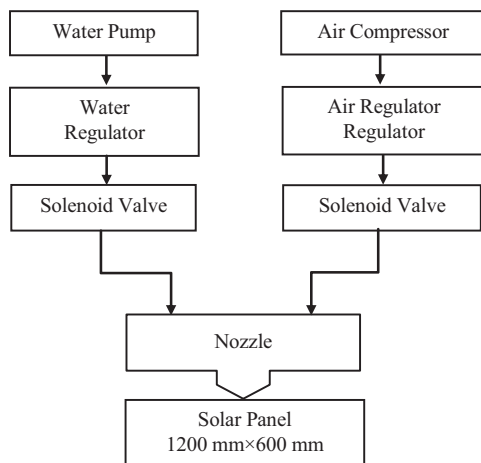 Water Pump
Air Compressor
Water
Regulator
Air Regulator
Regulator
Solenoid Valve
Solenoid Valve
Nozzle
Solar Panel
1200 mm×600 mm